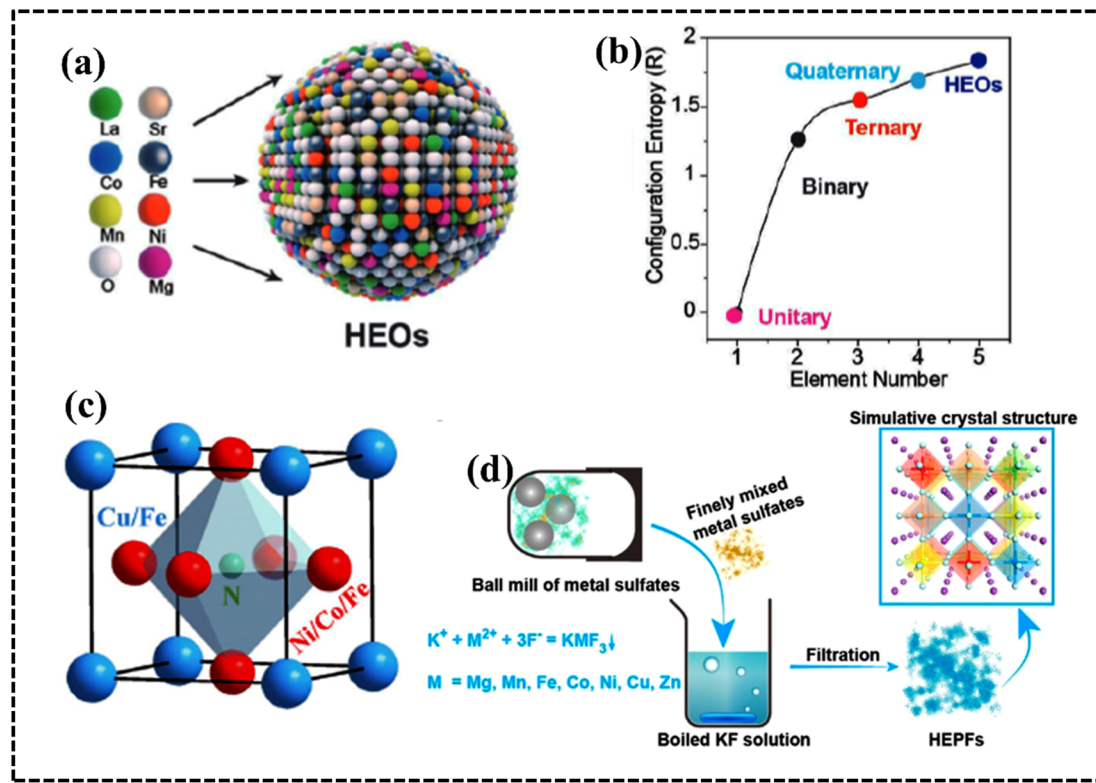 (a)
La Sr
Co Fe
Mn Ni
O Mg
HEOs
(b)
Configuration Entropy (R)
2
1.5
1
0.5
0
Quaternary
HEOs
Ternary
Binary
Unitary
1 2 3 4 5
Element Number
(c)
Cu/Fe
N
Ni/Co/Fe
(d)
Simulative crystal structure
Finely mixed
metal sulfates
Ball mill of metal sulfates
K⁺ + M²⁺ + 3F⁻ = KMF₃↓
M = Mg, Mn, Fe, Co, Ni, Cu, Zn
Filtration
Boiled KF solution
HEPFs